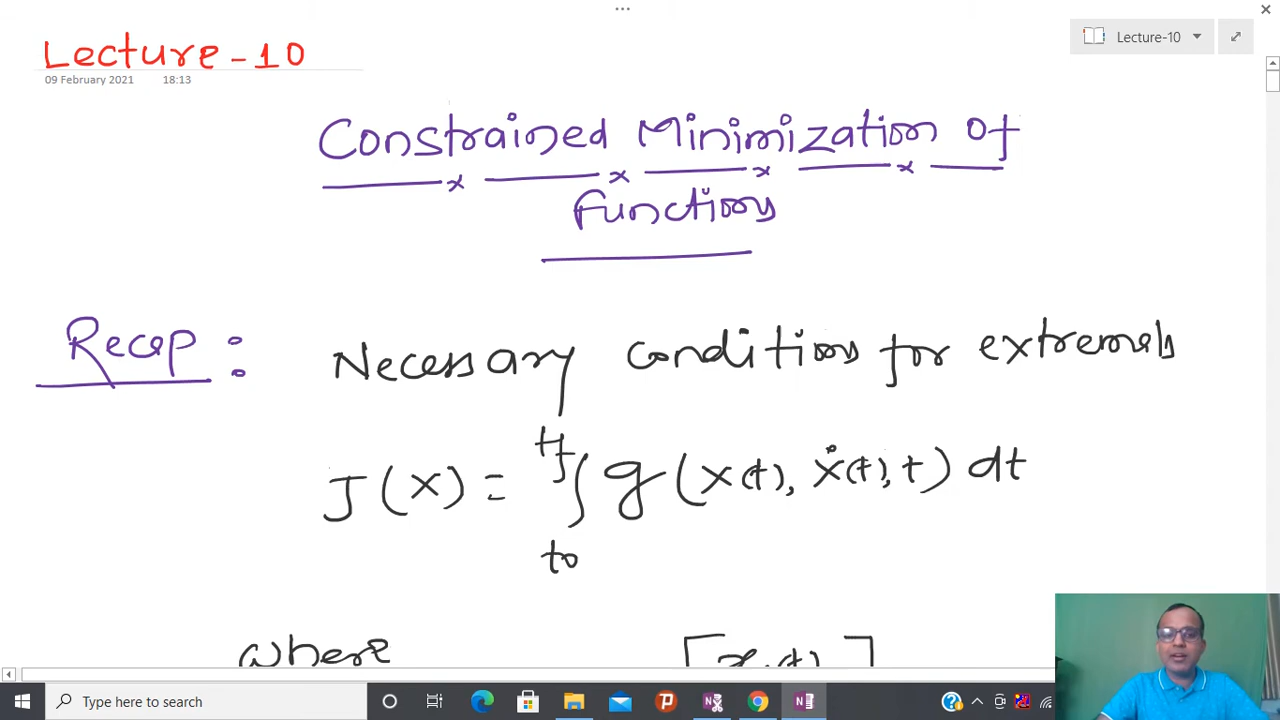 Lecture-10
Lecture-10
09 February 2021 18:13
Constrained Minimization of
Functions
Recap : Necessary conditions for extremals
J(x) = ∫ₜ₀^tf g(x(t), ẋ(t), t) dt
where
Type here to search